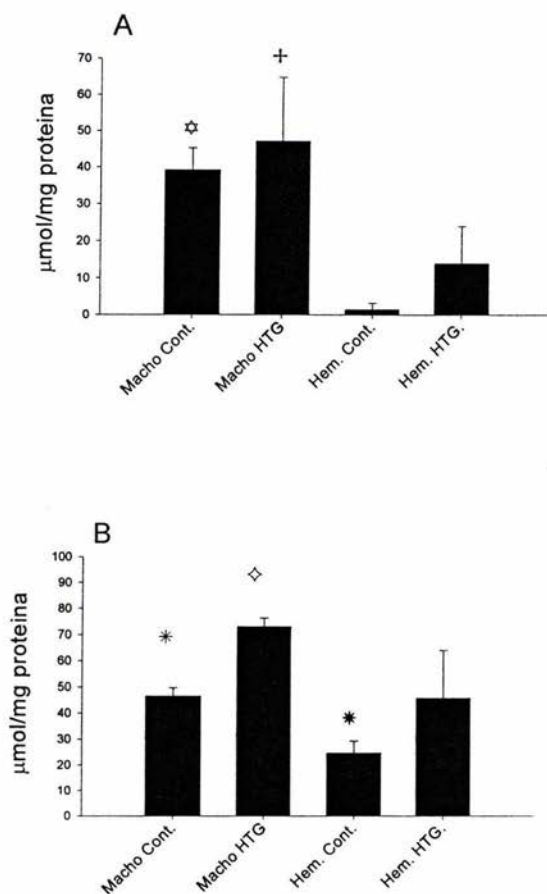 A
µmol/mg proteina
70
60
50
40
30
20
10
0
Macho Cont.
Macho HTG
Hem. Cont.
Hem. HTG.
B
µmol/mg proteina
100
90
80
70
60
50
40
30
20
10
0
Macho Cont.
Macho HTG
Hem. Cont.
Hem. HTG.